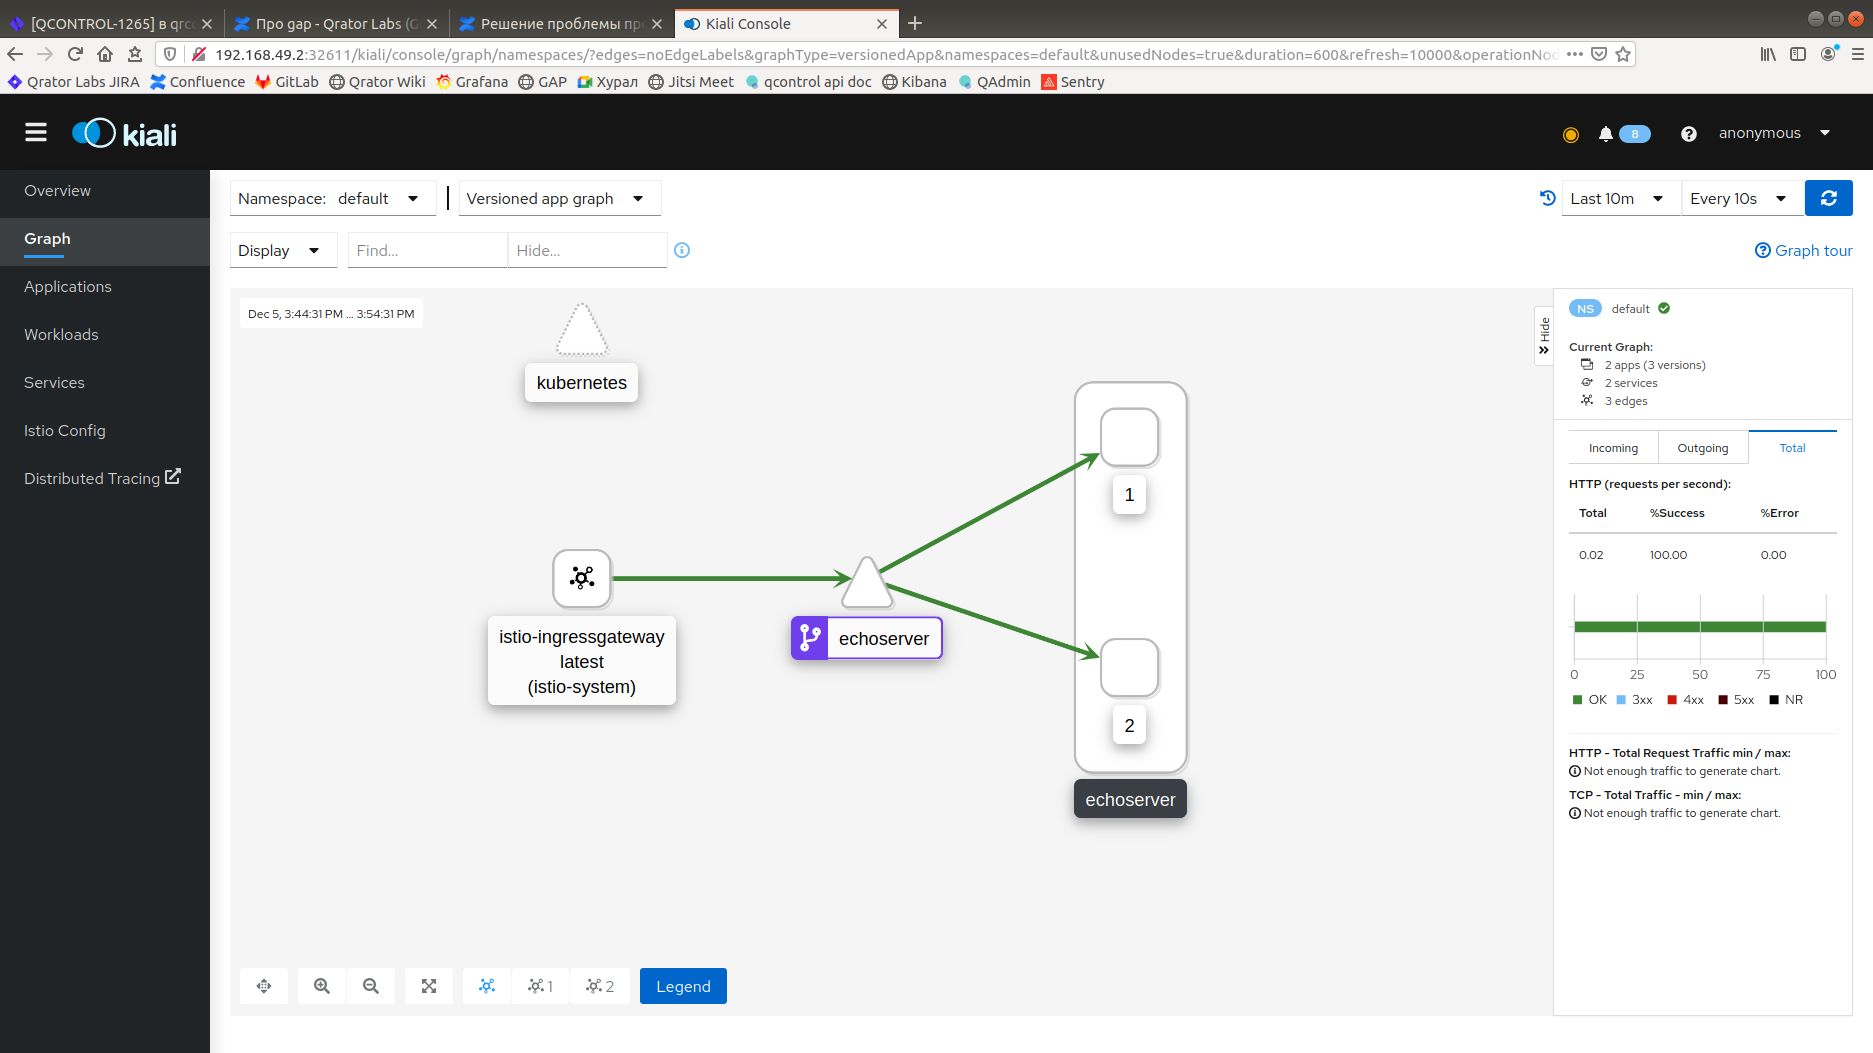 [QCONTROL-1265] в qrco
Про gap - Qrator Labs (C
Решение проблемы пр
Kiali Console
192.168.49.2:32611/kiali/console/graph/namespaces/?edges=noEdgeLabels&graphType=versionedApp&namespaces=default&unusedNodes=true&duration=600&refresh=10000&operationNod
Qrator Labs JIRA
Confluence
GitLab
Qrator Wiki
Grafana
GAP
Хурал
Jitsi Meet
qcontrol api doc
Kibana
QAdmin
Sentry
kiali
8
anonymous
Overview
Graph
Applications
Workloads
Services
Istio Config
Distributed Tracing
Namespace: default
Versioned app graph
Last 10m
Every 10s
Display
Find...
Hide...
Graph tour
Dec 5, 3:44:31 PM ... 3:54:31 PM
kubernetes
istio-ingressgateway
latest
(istio-system)
echoserver
1
2
echoserver
1
2
Legend
Hide
NS default
Current Graph:
2 apps (3 versions)
2 services
3 edges
Incoming
Outgoing
Total
HTTP (requests per second):
Total %Success %Error
0.02 100.00 0.00
0 25 50 75 100
OK 3xx 4xx 5xx NR
HTTP - Total Request Traffic min / max:
Not enough traffic to generate chart.
TCP - Total Traffic - min / max:
Not enough traffic to generate chart.